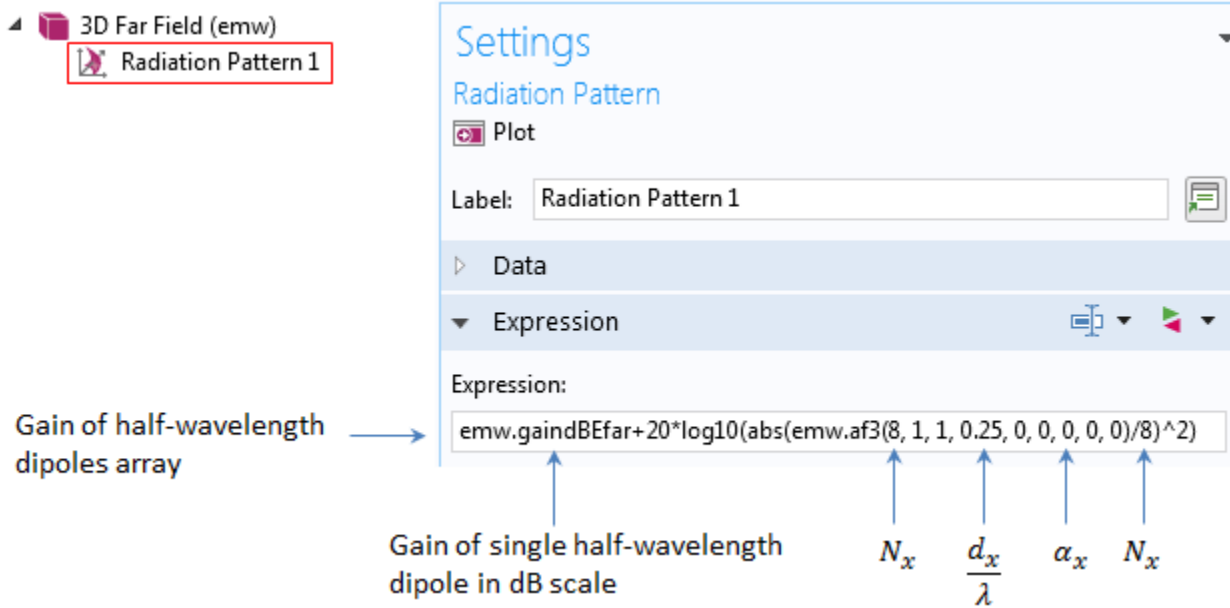 3D Far Field (emw)
Radiation Pattern 1
Settings
Radiation Pattern
Plot
Label: Radiation Pattern 1
Data
Expression
Expression:
emw.gaindBEfar+20*log10(abs(emw.af3(8, 1, 1, 0.25, 0, 0, 0, 0, 0)/8)^2)
Gain of half-wavelength
dipoles array
Gain of single half-wavelength
dipole in dB scale
N_x d_x/λ α_x N_x